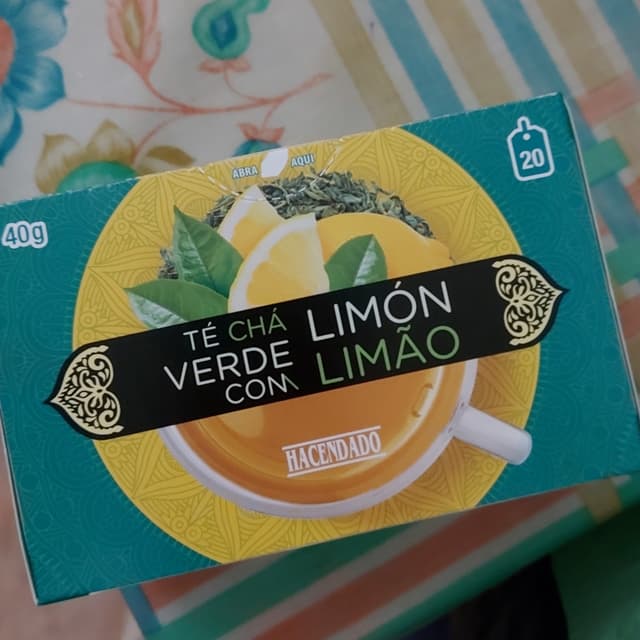 ABRA AQUI
20
40g
TÉ CHÁ LIMÓN
VERDE LIMÃO
COM
HACENDADO